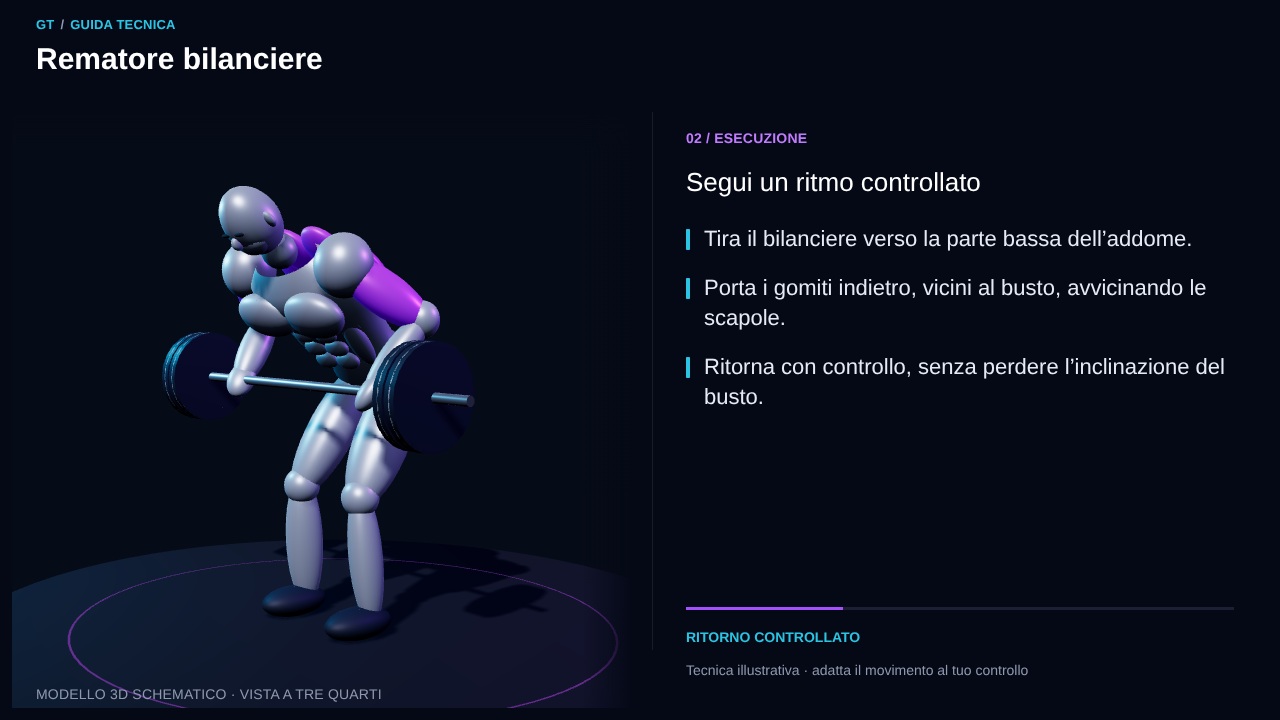 GT / GUIDA TECNICA
Rematore bilanciere
02 / ESECUZIONE
Segui un ritmo controllato
Tira il bilanciere verso la parte bassa dell’addome.
Porta i gomiti indietro, vicini al busto, avvicinando le
scapole.
Ritorna con controllo, senza perdere l’inclinazione del
busto.
RITORNO CONTROLLATO
Tecnica illustrativa · adatta il movimento al tuo controllo
MODELLO 3D SCHEMATICO · VISTA A TRE QUARTI